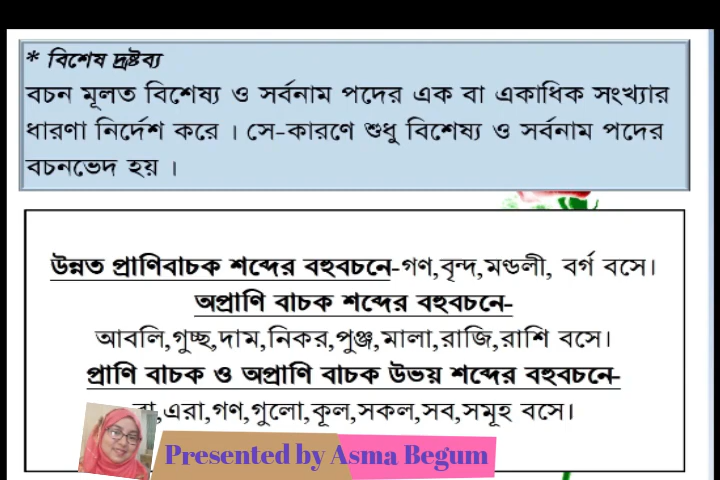 * বিশেষ দ্রষ্টব্য
বচন মূলত বিশেষ্য ও সর্বনাম পদের এক বা একাধিক সংখ্যার
ধারণা নির্দেশ করে । সে-কারণে শুধু বিশেষ্য ও সর্বনাম পদের
বচনভেদ হয় ।
উন্নত প্রাণিবাচক শব্দের বহুবচনে-গণ,বৃন্দ,মণ্ডলী, বর্গ বসে।
অপ্রাণি বাচক শব্দের বহুবচনে-
আবলি,গুচ্ছ,দাম,নিকর,পুঞ্জ,মালা,রাজি,রাশি বসে।
প্রাণি বাচক ও অপ্রাণি বাচক উভয় শব্দের বহুবচনে-
রা,এরা,গণ,গুলো,কূল,সকল,সব,সমূহ বসে।
Presented by Asma Begum